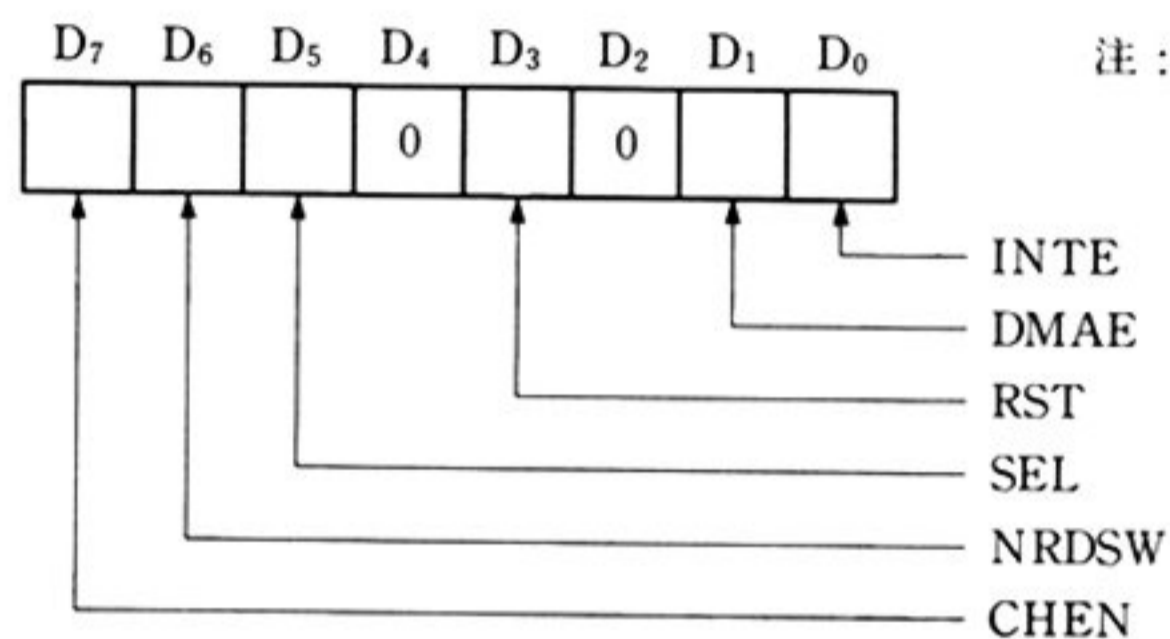 D₇ D₆ D₅ D₄ D₃ D₂ D₁ D₀
注：
0 0
INTE
DMAE
RST
SEL
NRDSW
CHEN